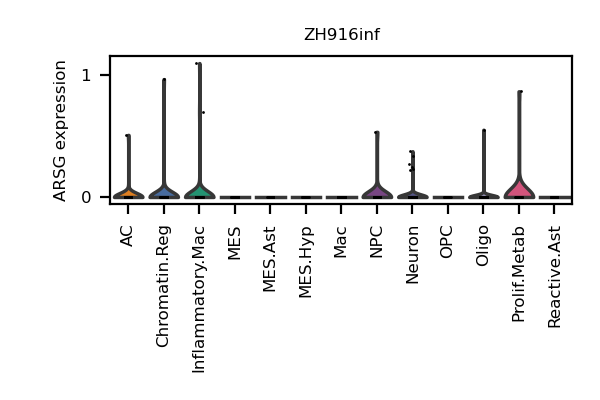 ZH916inf
ARSG expression
1
0
AC
Chromatin.Reg
Inflammatory.Mac
MES
MES.Ast
MES.Hyp
Mac
NPC
Neuron
OPC
Oligo
Prolif.Metab
Reactive.Ast